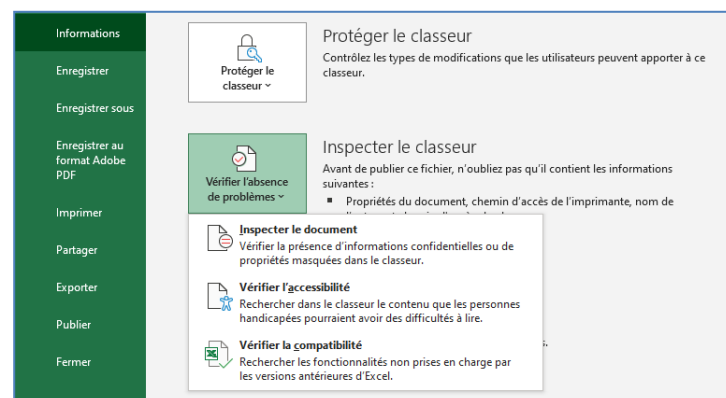 Informations
Enregistrer
Enregistrer sous
Enregistrer au
format Adobe
PDF
Imprimer
Partager
Exporter
Publier
Fermer
Protéger le
classeur
Protéger le classeur
Contrôlez les types de modifications que les utilisateurs peuvent apporter à ce
classeur.
Vérifier l'absence
de problèmes
Inspecter le classeur
Avant de publier ce fichier, n'oubliez pas qu'il contient les informations
suivantes :
Propriétés du document, chemin d'accès de l'imprimante, nom de
Inspecter le document
Vérifier la présence d'informations confidentielles ou de
propriétés masquées dans le classeur.
Vérifier l'accessibilité
Rechercher dans le classeur le contenu que les personnes
handicapées pourraient avoir des difficultés à lire.
Vérifier la compatibilité
Rechercher les fonctionnalités non prises en charge par
les versions antérieures d'Excel.